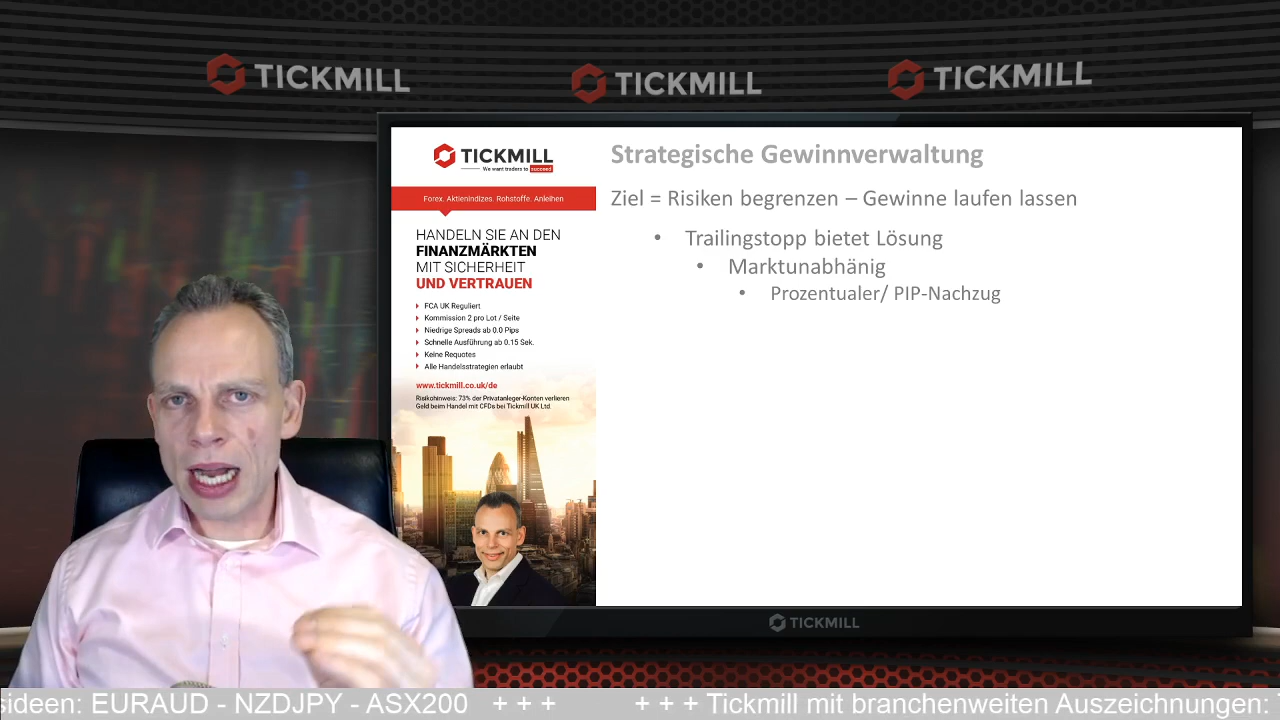 TICKMILL
TICKMILL
TICKMILL
TICKMILL
We want traders to succeed
Forex. Aktienindizes. Rohstoffe. Anleihen
HANDELN SIE AN DEN
FINANZMÄRKTEN
MIT SICHERHEIT
UND VERTRAUEN
FCA UK Reguliert
Kommission 2 pro Lot / Seite
Niedrige Spreads ab 0.0 Pips
Schnelle Ausführung ab 0.15 Sek.
Keine Requotes
Alle Handelsstrategien erlaubt
www.tickmill.co.uk/de
Risikohinweis: 73% der Privatanleger-Konten verlieren
Geld beim Handel mit CFDs bei Tickmill UK Ltd.
Strategische Gewinnverwaltung
Ziel = Risiken begrenzen – Gewinne laufen lassen
• Trailingstopp bietet Lösung
• Marktunabhänig
• Prozentualer/ PIP-Nachzug
TICKMILL
sideen: EURAUD - NZDJPY - ASX200 + + + + + + Tickmill mit branchenweiten Auszeichnungen: